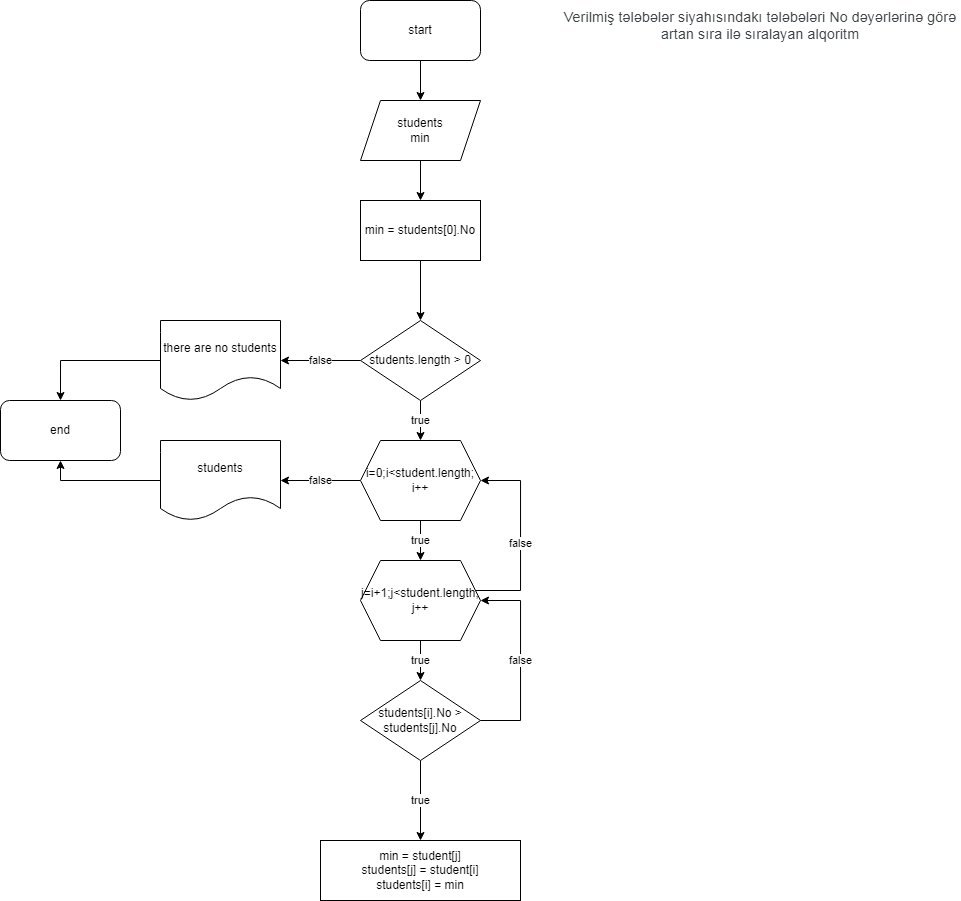 start
Verilmiş tələbələr siyahısındakı tələbələri No dəyərlərinə görə
artan sıra ilə sıralayan alqoritm
students
min
min = students[0].No
there are no students
false
students.length > 0
true
end
students
false
i=0;i<student.length;
i++
true
false
j=i+1;j<student.length;
j++
true
false
students[i].No >
students[j].No
true
min = student[j]
students[j] = student[i]
students[i] = min